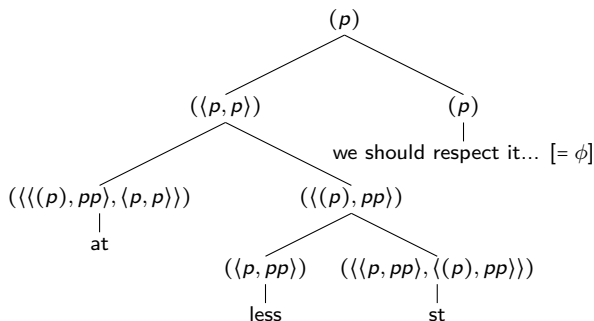 (p)
(⟨p, p⟩) (p)
we should respect it... [= ϕ]
(⟨⟨(p), pp⟩, ⟨p, p⟩⟩) (⟨(p), pp⟩)
at
(⟨p, pp⟩) (⟨⟨p, pp⟩, ⟨(p), pp⟩⟩)
less st